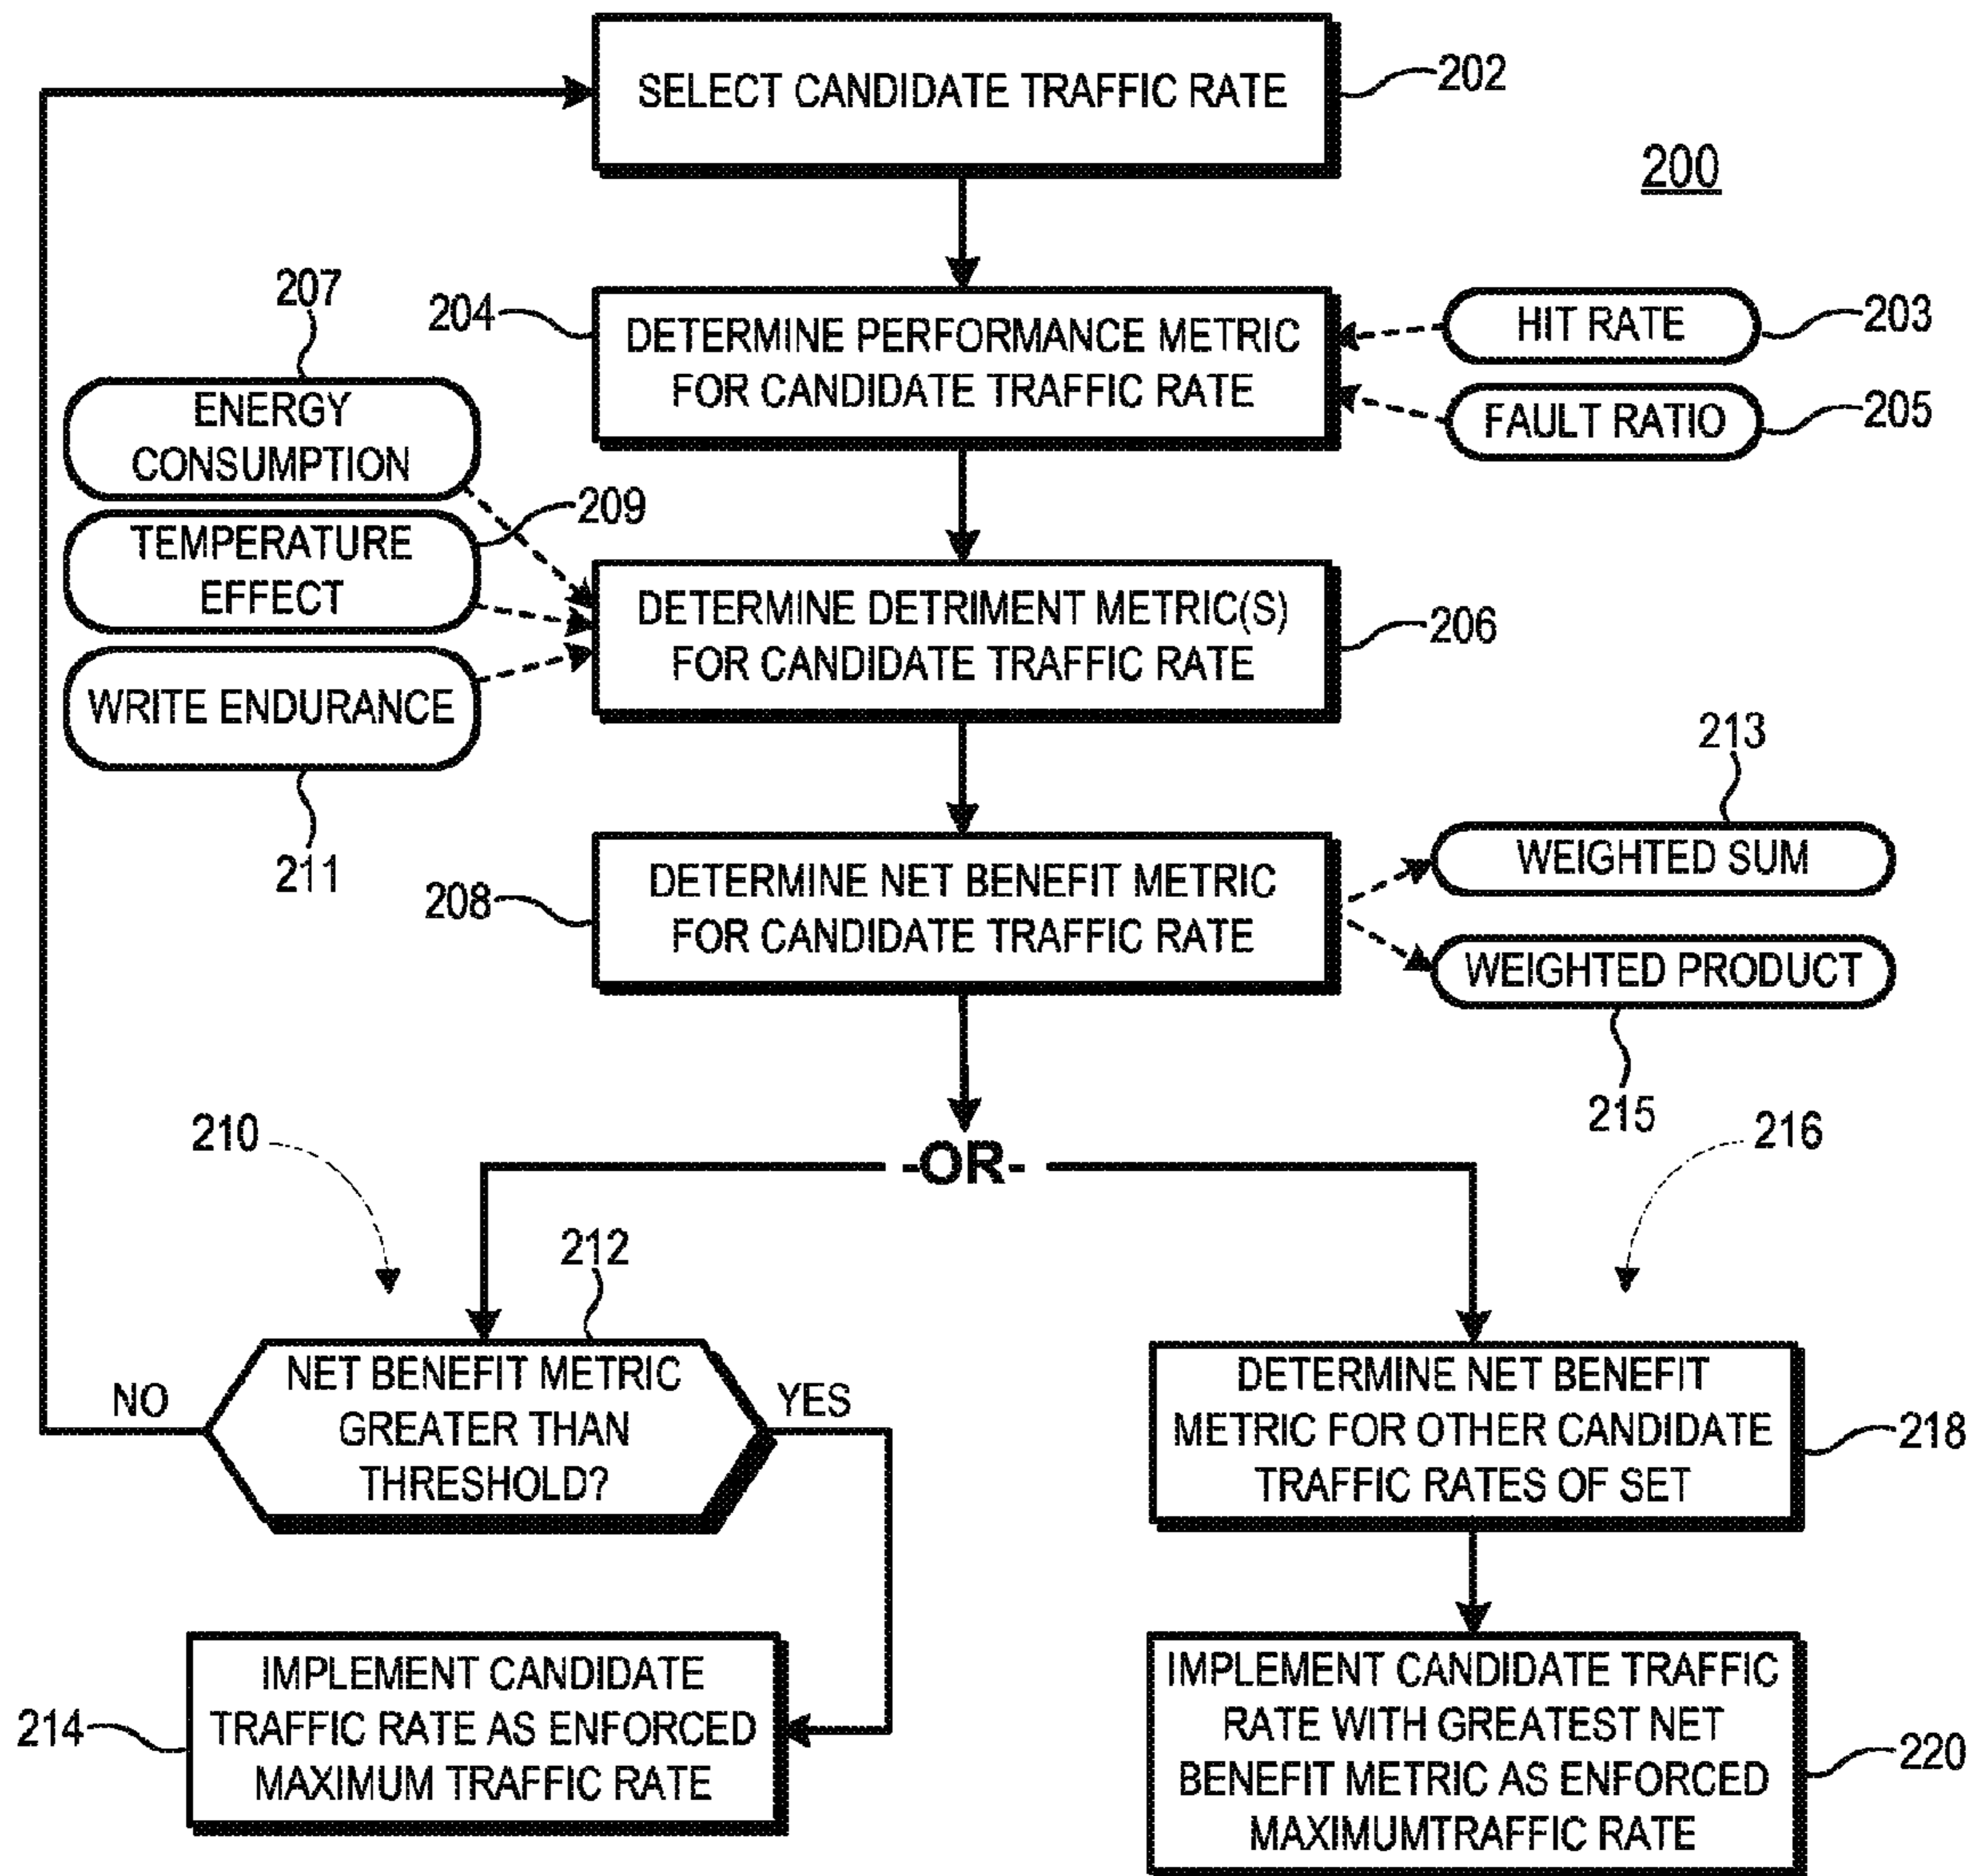 SELECT CANDIDATE TRAFFIC RATE
202
200
207
204
DETERMINE PERFORMANCE METRIC
FOR CANDIDATE TRAFFIC RATE
HIT RATE
203
FAULT RATIO
205
ENERGY
CONSUMPTION
209
TEMPERATURE
EFFECT
WRITE ENDURANCE
211
DETERMINE DETRIMENT METRIC(S)
FOR CANDIDATE TRAFFIC RATE
206
213
208
DETERMINE NET BENEFIT METRIC
FOR CANDIDATE TRAFFIC RATE
WEIGHTED SUM
WEIGHTED PRODUCT
215
210
-OR-
216
212
NO
NET BENEFIT METRIC
GREATER THAN
THRESHOLD?
YES
DETERMINE NET BENEFIT
METRIC FOR OTHER CANDIDATE
TRAFFIC RATES OF SET
218
214
IMPLEMENT CANDIDATE
TRAFFIC RATE AS ENFORCED
MAXIMUM TRAFFIC RATE
IMPLEMENT CANDIDATE TRAFFIC
RATE WITH GREATEST NET
BENEFIT METRIC AS ENFORCED
MAXIMUMTRAFFIC RATE
220